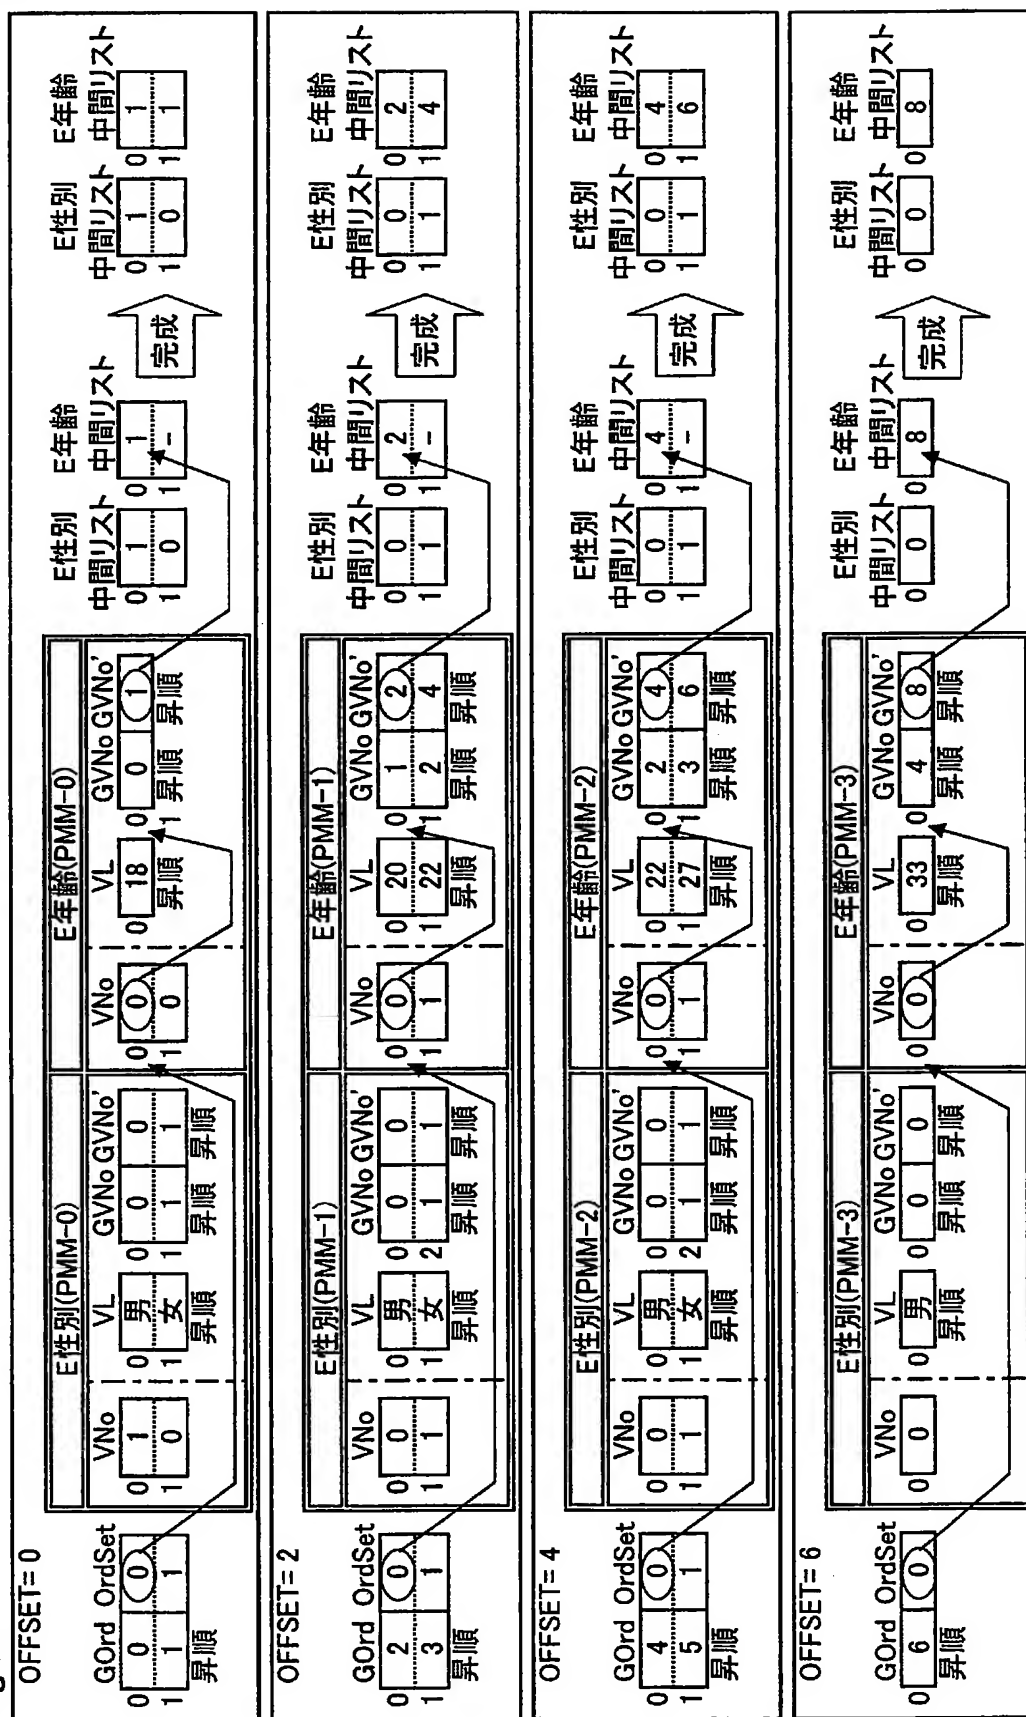 OFFSET= 0
E性別(PMM-0) E年齢(PMM-0) E性別 E年齢 E性別 E年齢
GOrd OrdSet VNo VL GVNo GVNo' VNo VL GVNo GVNo' 中間リスト 中間リスト 中間リスト 中間リスト
0 0 0 0 1 0 男 0 0 0 0 0 0 18 0 0 1 0 1 0 1 完成 0 1 0 1
1 1 1 1 0 1 女 1 1 1 1 0 1 1 0 1 - 1 0 1 1
昇順 昇順 昇順 昇順 昇順 昇順 昇順
OFFSET= 2
E性別(PMM-1) E年齢(PMM-1) E性別 E年齢 E性別 E年齢
GOrd OrdSet VNo VL GVNo GVNo' VNo VL GVNo GVNo' 中間リスト 中間リスト 中間リスト 中間リスト
0 2 0 0 0 0 男 0 0 0 0 0 0 20 0 1 2 0 0 0 2 完成 0 0 0 2
1 3 1 1 1 1 女 2 1 1 1 1 1 22 1 2 4 1 1 1 - 1 1 1 4
昇順 昇順 昇順 昇順 昇順 昇順 昇順
OFFSET= 4
E性別(PMM-2) E年齢(PMM-2) E性別 E年齢 E性別 E年齢
GOrd OrdSet VNo VL GVNo GVNo' VNo VL GVNo GVNo' 中間リスト 中間リスト 中間リスト 中間リスト
0 4 0 0 0 0 男 0 0 0 0 0 0 22 0 2 4 0 0 0 4 完成 0 0 0 4
1 5 1 1 1 1 女 2 1 1 1 1 1 27 1 3 6 1 1 1 - 1 1 1 6
昇順 昇順 昇順 昇順 昇順 昇順 昇順
OFFSET= 6
E性別(PMM-3) E年齢(PMM-3) E性別 E年齢 E性別 E年齢
GOrd OrdSet VNo VL GVNo GVNo' VNo VL GVNo GVNo' 中間リスト 中間リスト 中間リスト 中間リスト
0 6 0 0 0 0 男 0 0 0 0 0 0 33 0 4 8 0 0 0 8 完成 0 0 0 8
昇順 昇順 昇順 昇順 昇順 昇順 昇順